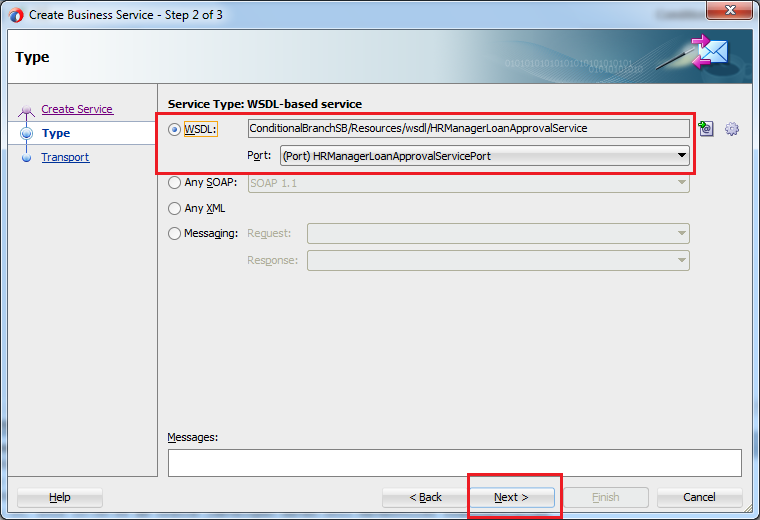 Create Business Service - Step 2 of 3
Type
Create Service
Type
Transport
Service Type: WSDL-based service
WSDL: ConditionalBranchSB/Resources/wsdl/HRManagerLoanApprovalService
Port: (Port) HRManagerLoanApprovalServicePort
Any SOAP: SOAP 1.1
Any XML
Messaging: Request:
Response:
Messages:
Help < Back Next > Finish Cancel